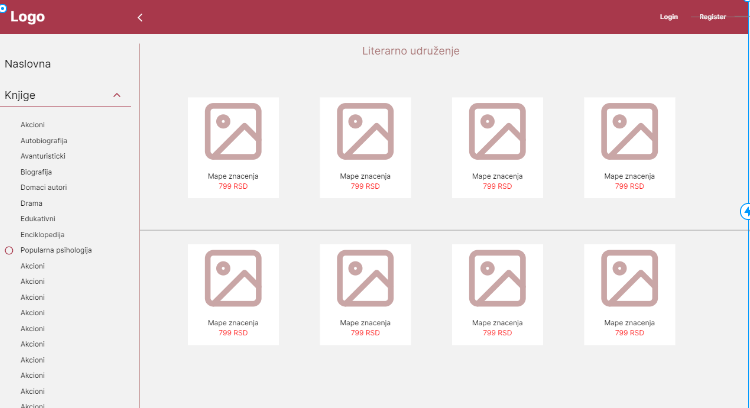 Logo
Login
Register
Literarno udruženje
Naslovna
Knjige
Akcioni
Autobiografija
Avanturisticki
Biografija
Domaci autori
Drama
Edukativni
Enciklopedija
Popularna psihologija
Akcioni
Akcioni
Akcioni
Akcioni
Akcioni
Akcioni
Akcioni
Akcioni
Akcioni
Akcioni
Mape znacenja
799 RSD
Mape znacenja
799 RSD
Mape znacenja
799 RSD
Mape znacenja
799 RSD
Mape znacenja
799 RSD
Mape znacenja
799 RSD
Mape znacenja
799 RSD
Mape znacenja
799 RSD